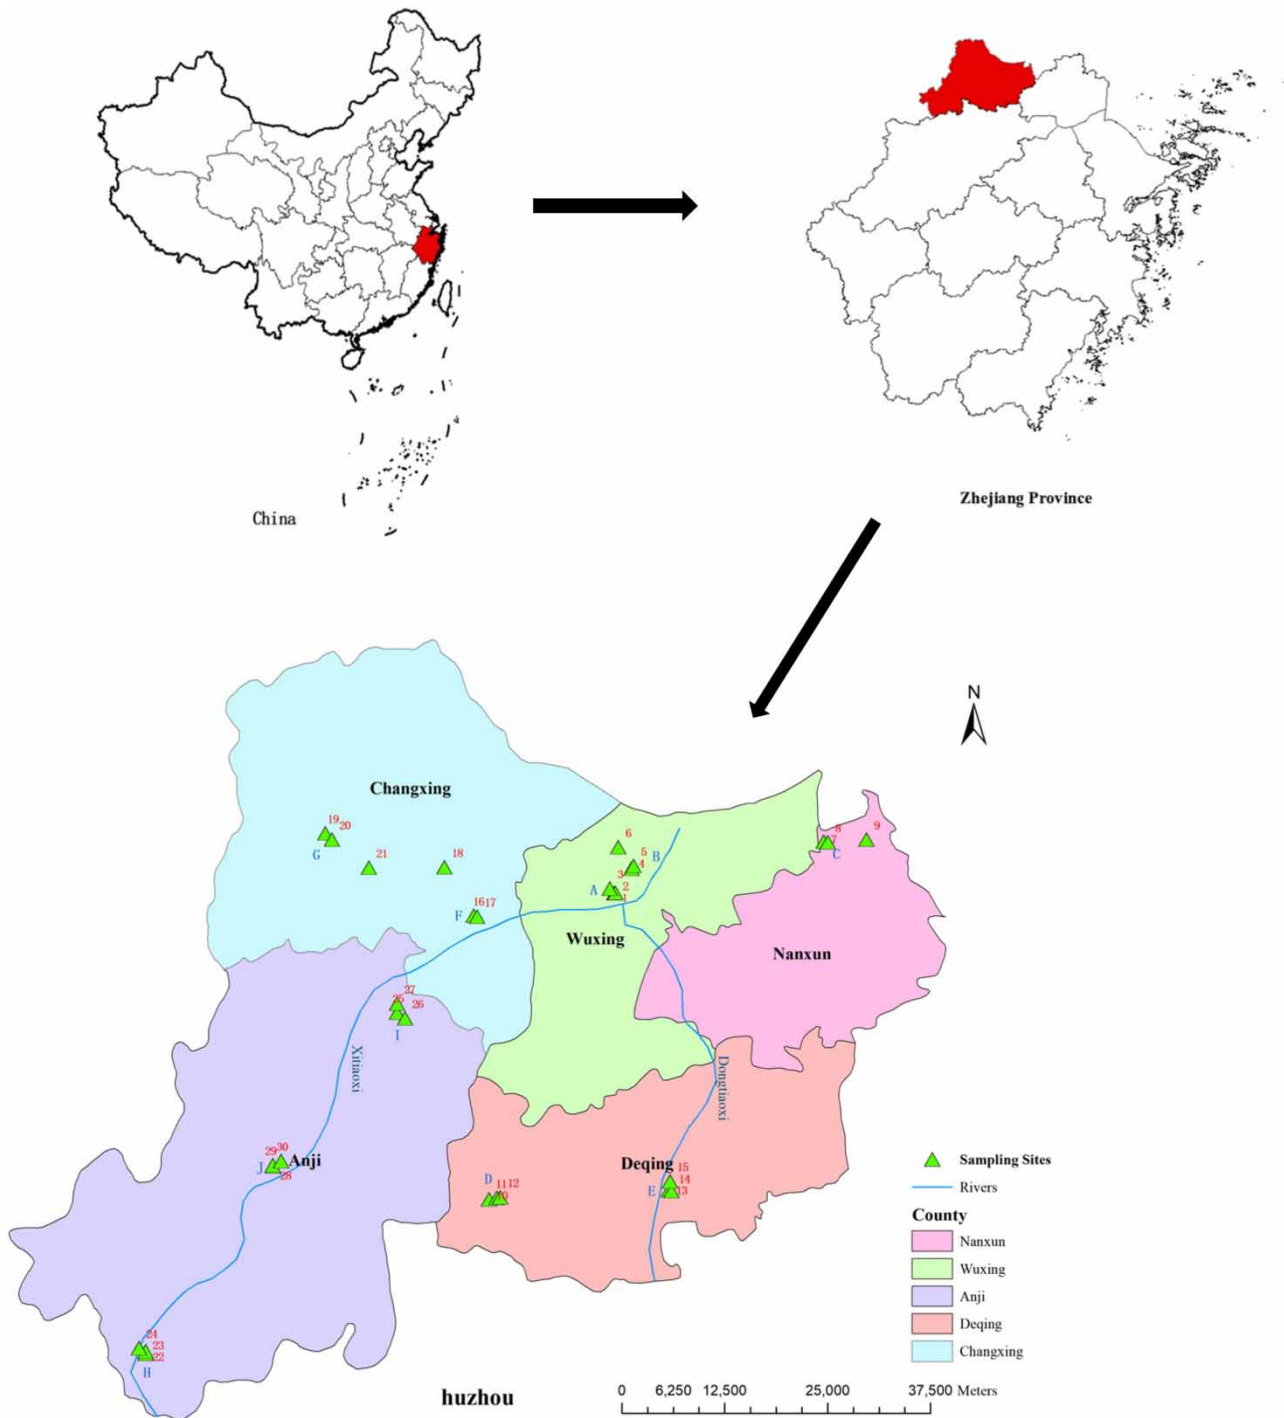 China
Zhejiang Province
N
Changxing
19
20
G
21
18
F
16
17
6
5
B
4
3
A
2
1
8
7
C
9
Wuxing
Nanxun
27
25
26
I
Xitiaoxi
Dongtiaoxi
29
30
J
Anji
28
D
11
12
10
Deqing
15
14
E
13
24
23
22
H
huzhou
Sampling Sites
Rivers
County
Nanxun
Wuxing
Anji
Deqing
Changxing
0 6,250 12,500 25,000 37,500 Meters